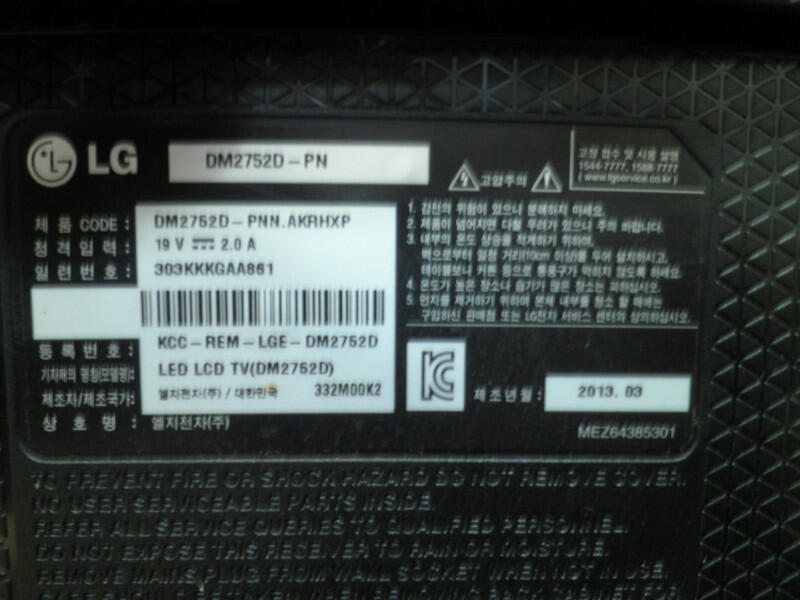 LG
DM2752D-PN
고압주의
고장 접수 및 사용 설명
1544-7777, 1588-7777
( www.lgservice.co.kr )
제 품 CODE : DM2752D-PNN.AKRHXP
정 격 입 력 : 19 V ⎓ 2.0 A
일 련 번 호 : 303KKKGAA861
등 록 번 호 : KCC-REM-LGE-DM2752D
기자재의 명칭(모델명): LED LCD TV(DM2752D)
제조자/제조국가: 엘지전자(주) / 대한민국 332M00K2
상 호 명 : 엘지전자(주)
1. 감전의 위험이 있으니 분해하지 마세요.
2. 제품이 넘어지면 다칠 우려가 있으니 주의 바랍니다.
3. 내부의 온도 상승을 적게하기 위하여,
벽으로부터 일정 거리(10cm 이상)를 두어 설치하시고,
테이블보나 커튼 등으로 통풍구가 막히지 않도록 하세요.
4. 온도가 높은 장소나 습기가 많은 장소는 피하십시오.
5. 먼지를 제거하기 위하여 본체 내부를 청소 할 때에는
구입하신 판매점 또는 LG전자 서비스 센터와 상의하십시오.
제 조 년 월 : 2013. 03
MEZ64385301
TO PREVENT FIRE OR SHOCK HAZARD DO NOT REMOVE COVER.
NO USER SERVICEABLE PARTS INSIDE.
REFER ALL SERVICE QUERIES TO QUALIFIED PERSONNEL.
DO NOT EXPOSE THIS RECEIVER TO RAIN OR MOISTURE.
REMOVE MAINS PLUG FROM WALL SOCKET WHEN NOT IN USE.
CARE SHOULD BE TAKEN WHEN REMOVING BACK CABINET FOR